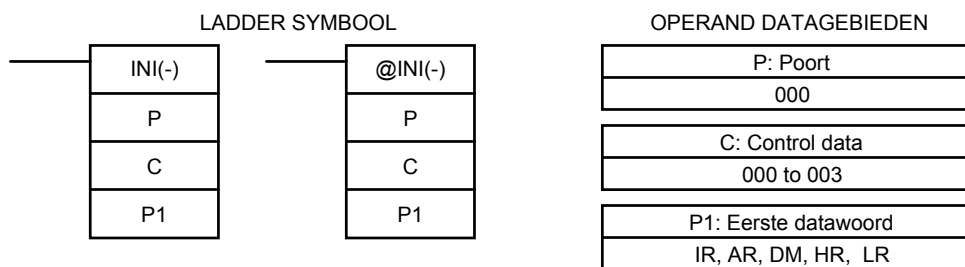 LADDER SYMBOOL
INI(-)
P
C
P1
@INI(-)
P
C
P1
OPERAND DATAGEBIEDEN
P: Poort
000
C: Control data
000 to 003
P1: Eerste datawoord
IR, AR, DM, HR, LR